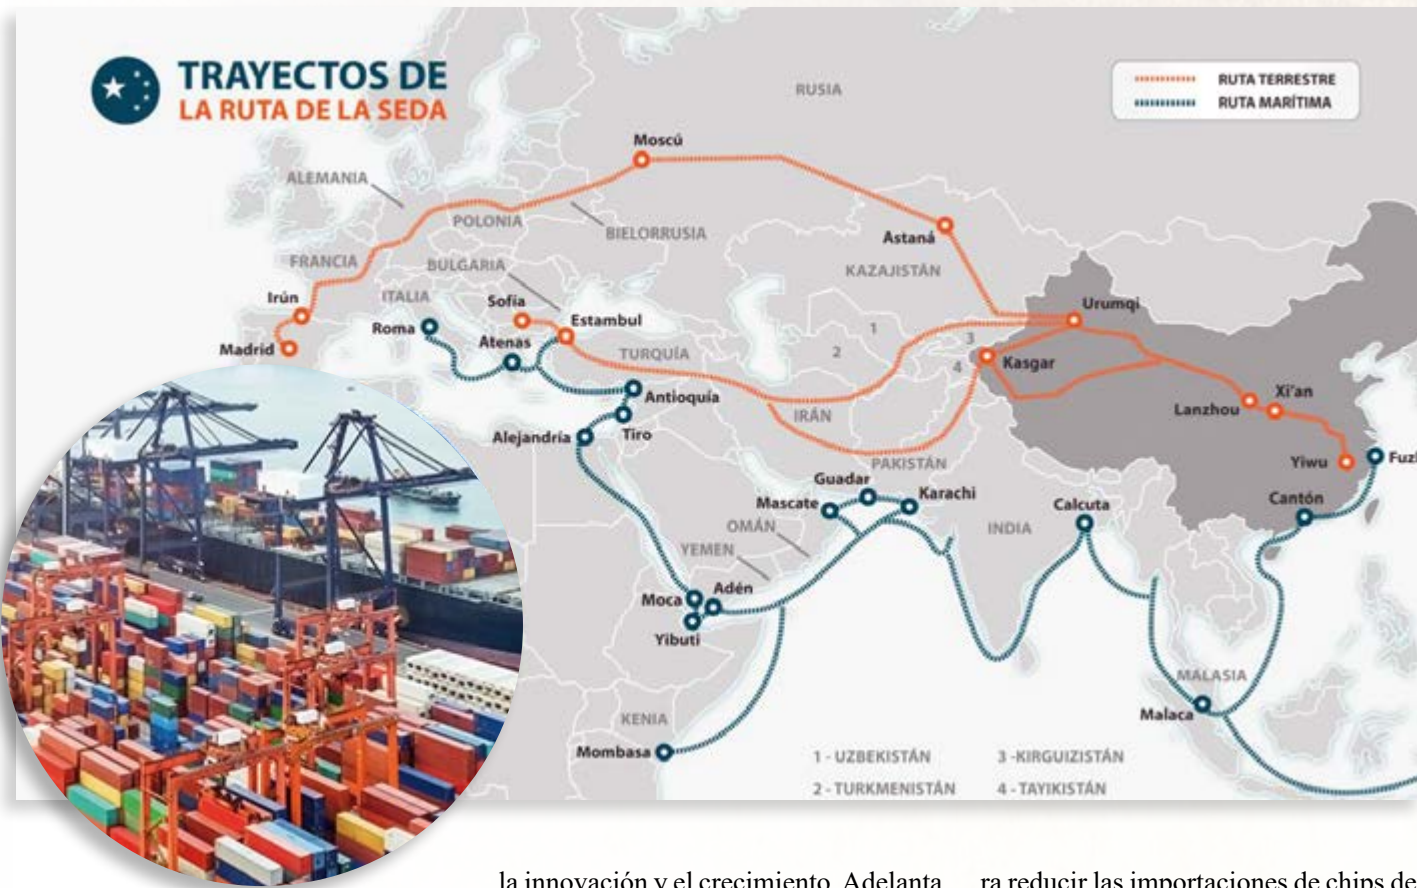 TRAYECTOS DE
LA RUTA DE LA SEDA
RUTA TERRESTRE
RUTA MARÍTIMA
RUSIA
Moscú
ALEMANIA
POLONIA
BIELORRUSIA
Astaná
FRANCIA
BULGARIA
KAZAJISTÁN
Irún
ITALIA
Sofía
Urumqi
Roma
Estambul
1
3
Madrid
Atenas
TURQUÍA
2
4
Kasgar
Antioquía
IRÁN
Xi'an
Lanzhou
Alejandría
Tiro
PAKISTÁN
Yiwu
Guadar
Mascate
Karachi
Calcuta
Cantón
OMÁN
INDIA
YEMEN
Moca
Adén
Yibuti
MALASIA
KENIA
Malaca
Mombasa
1 - UZBEKISTÁN
3 -KIRGUIZISTÁN
2 - TURKMENISTÁN
4 - TAYIKISTÁN
la innovación y el crecimiento. Adelanta
ra reducir las importaciones de chips de